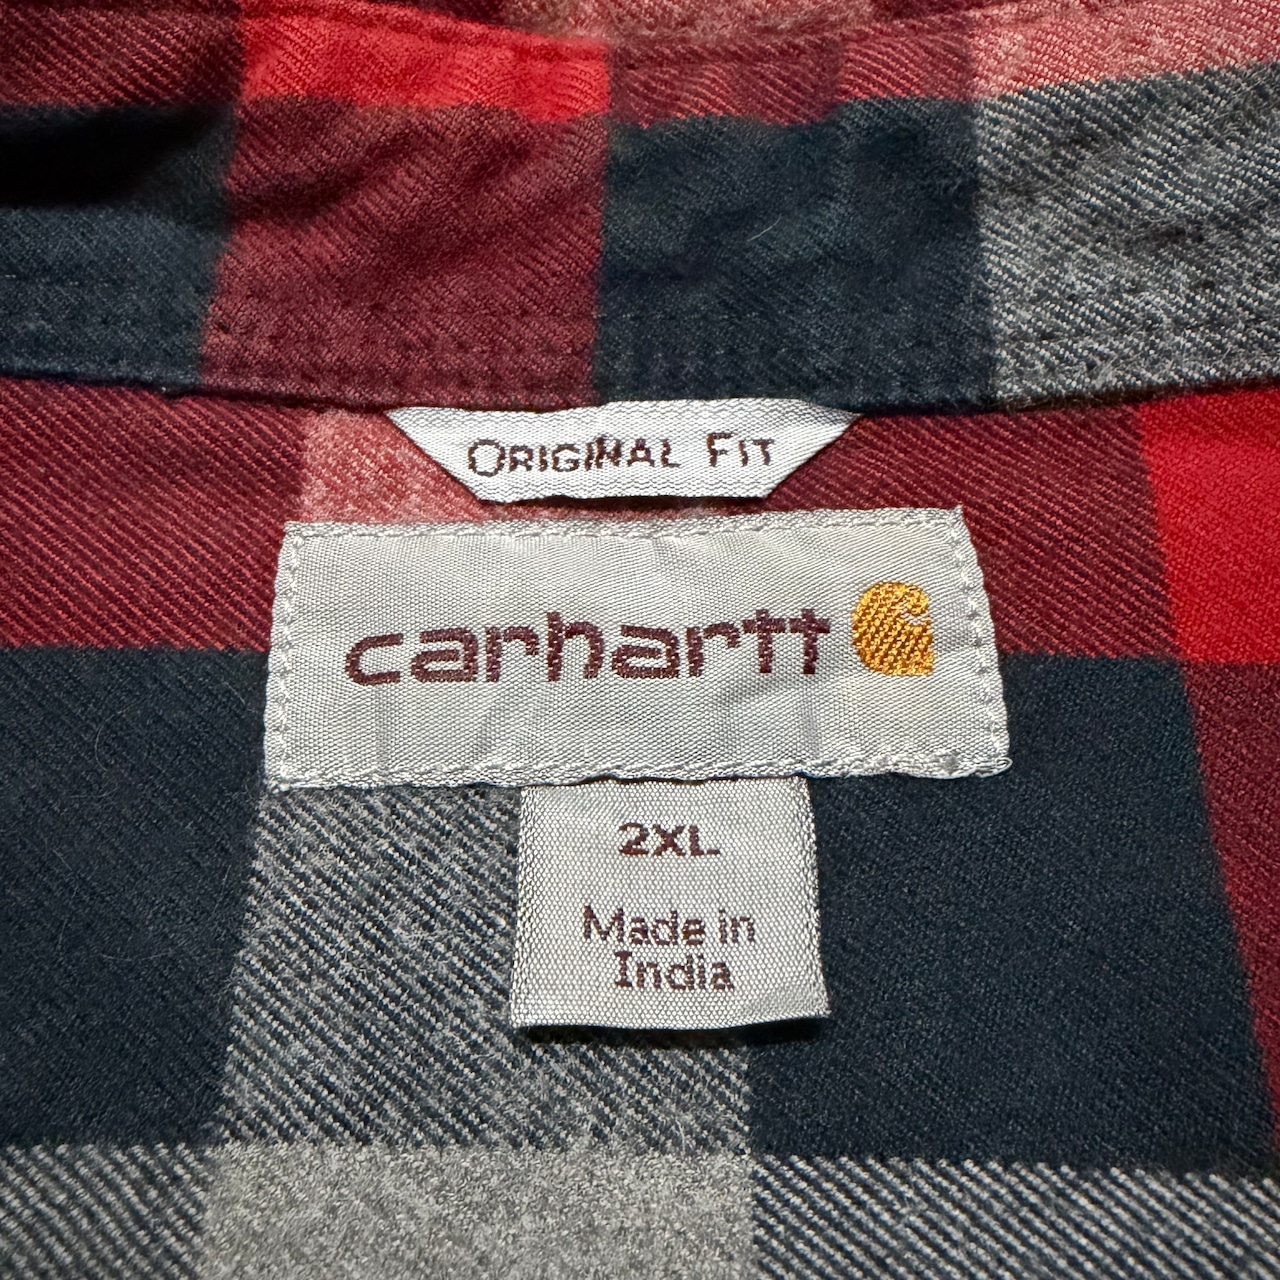 ORIGINAL FIT
carhartt
2XL
Made in
India